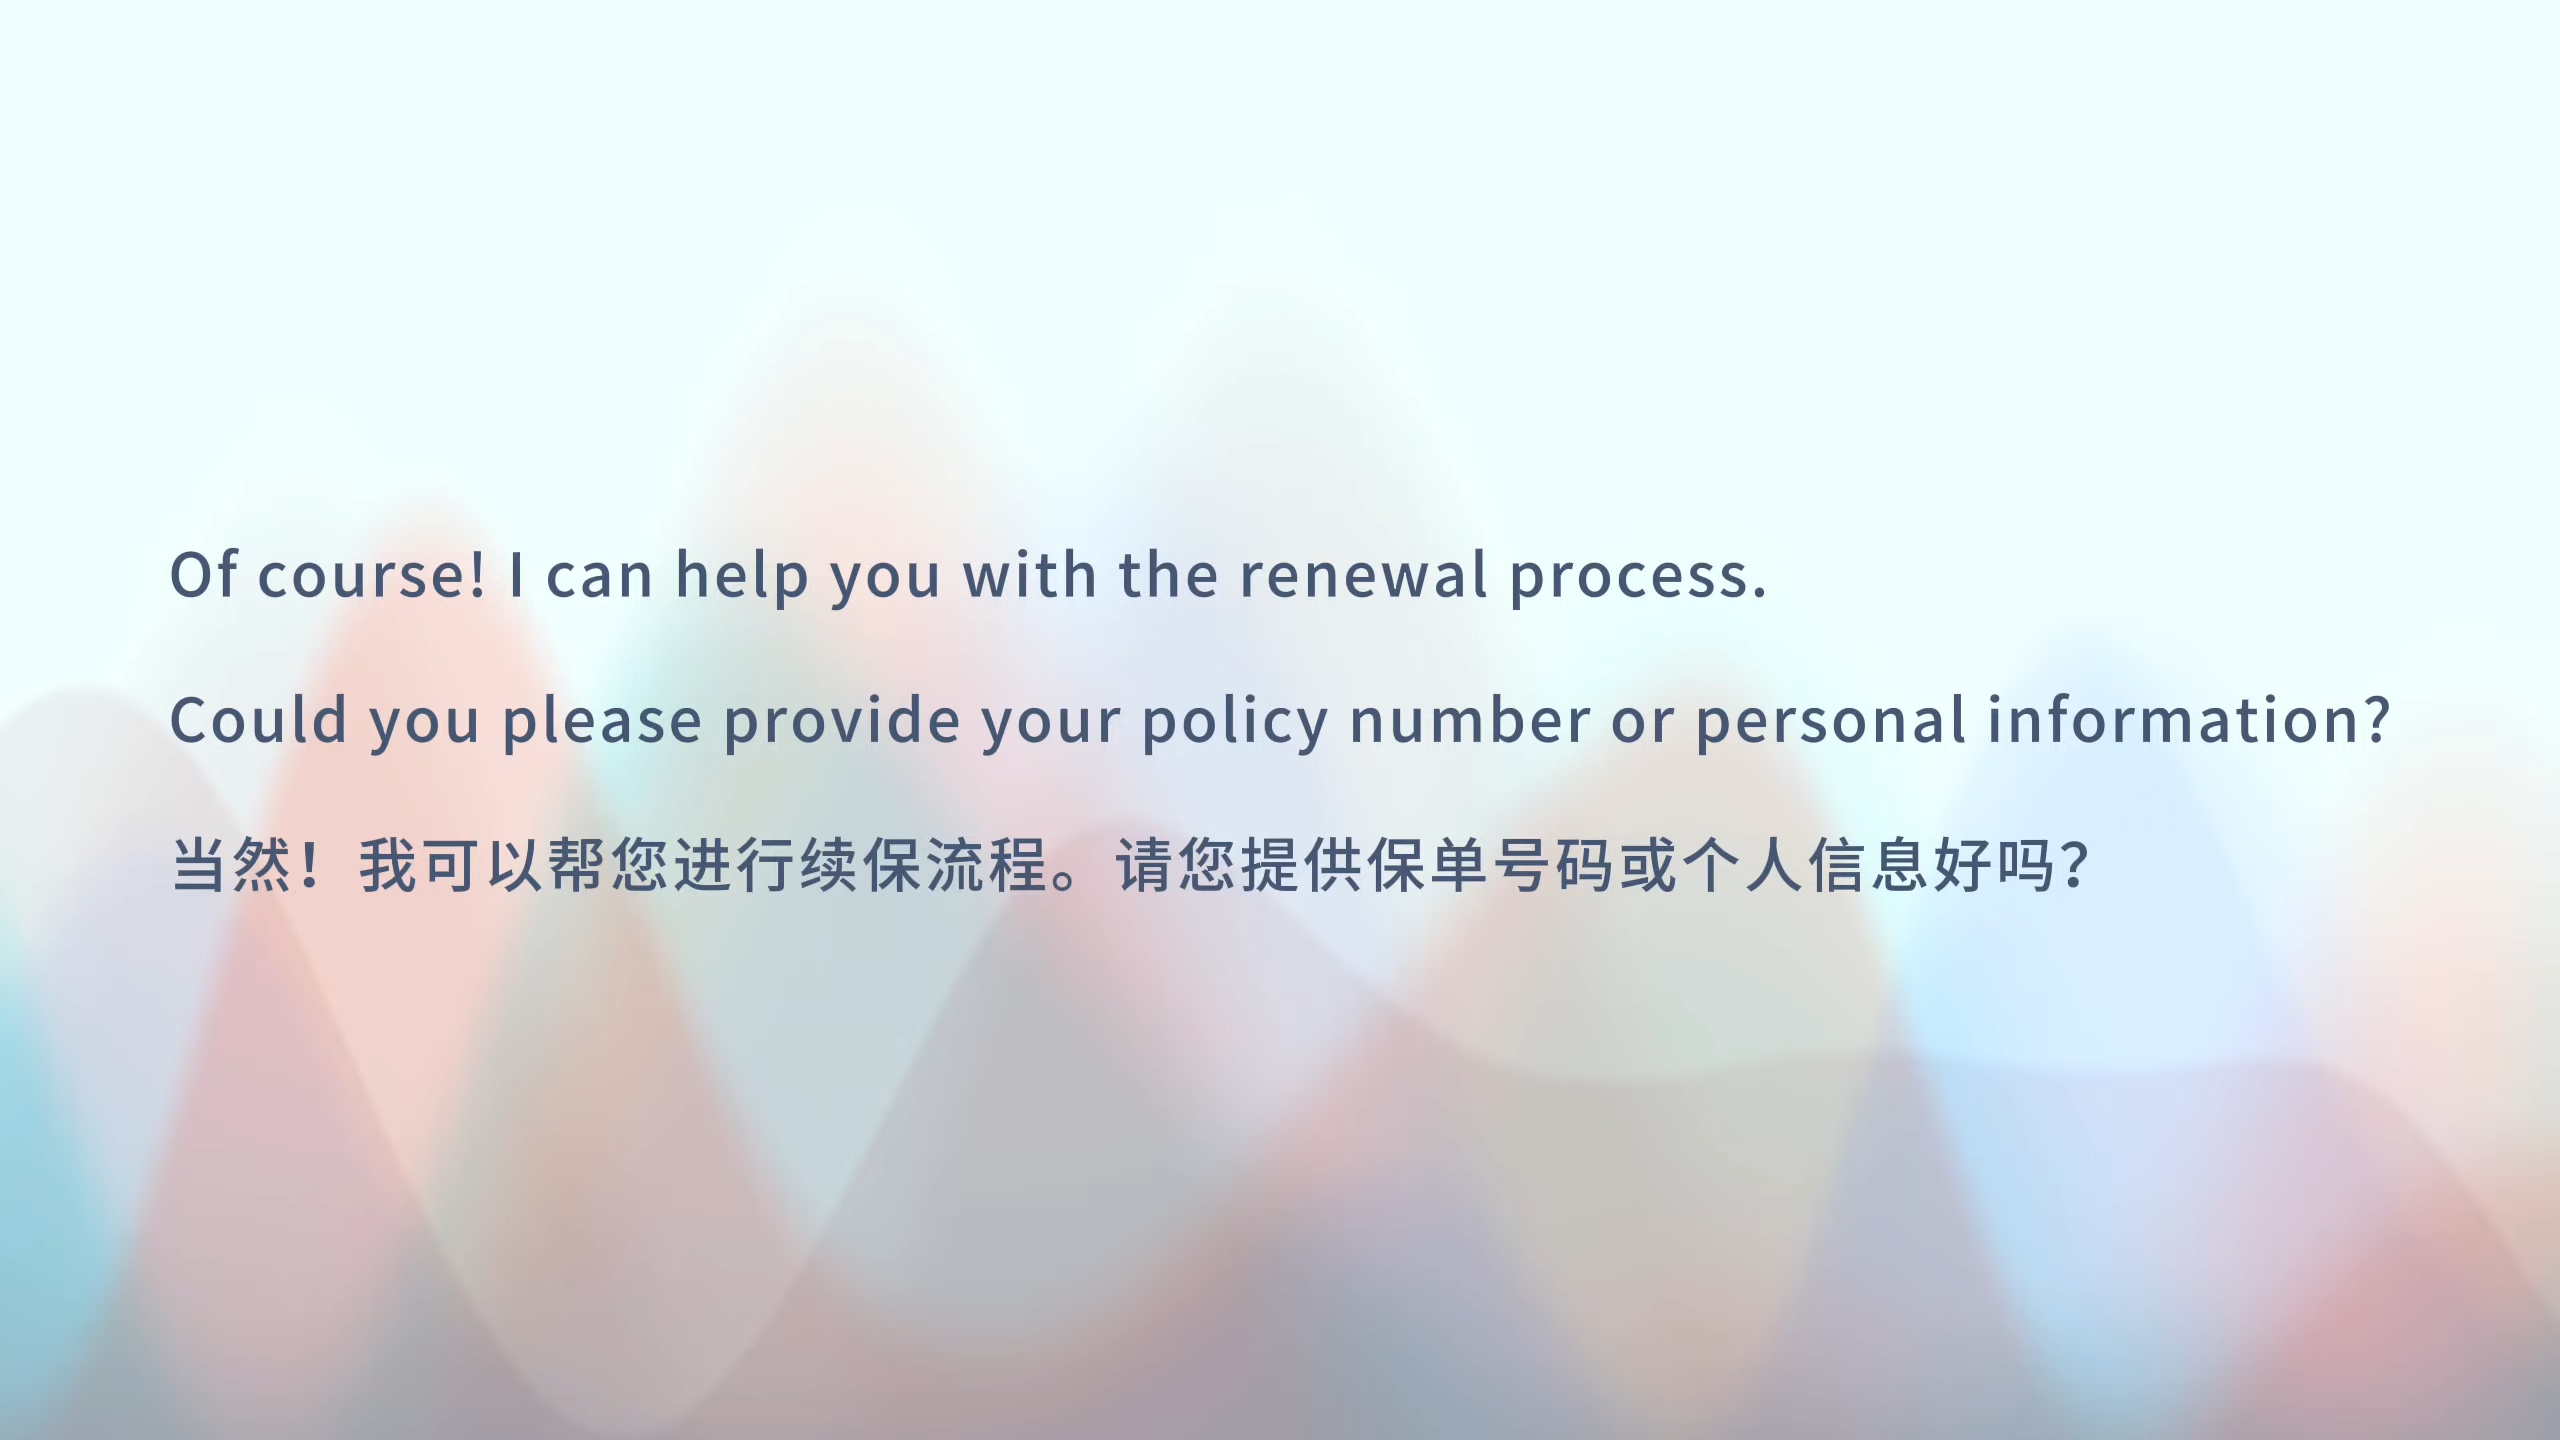 Of course! I can help you with the renewal process.
Could you please provide your policy number or personal information?
当然！我可以帮您进行续保流程。请您提供保单号码或个人信息好吗？